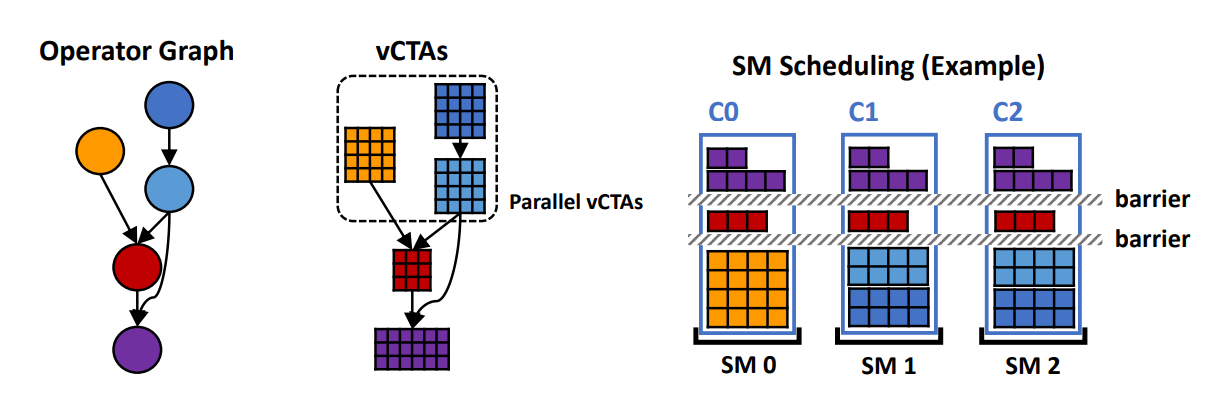 Operator Graph
vCTAs
Parallel vCTAs
SM Scheduling (Example)
C0
C1
C2
barrier
barrier
SM 0
SM 1
SM 2